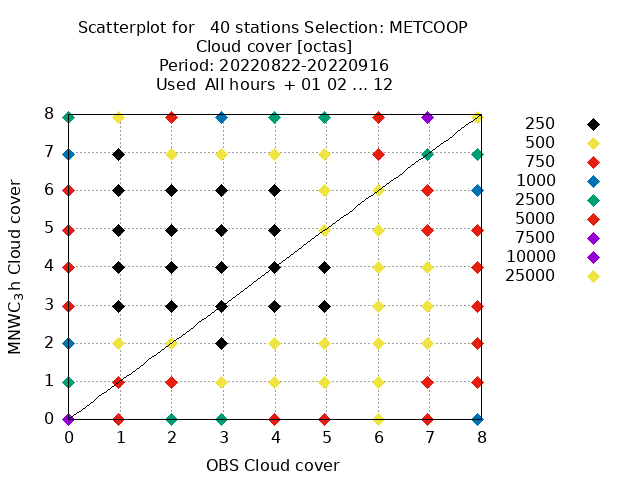 Scatterplot for   40 stations Selection: METCOOP
Cloud cover [octas]
Period: 20220822-20220916
Used  All hours  + 01 02 ... 12
8
7
6
5
4
3
2
1
0
MNWC₃h Cloud cover
0 1 2 3 4 5 6 7 8
OBS Cloud cover
250
500
750
1000
2500
5000
7500
10000
25000